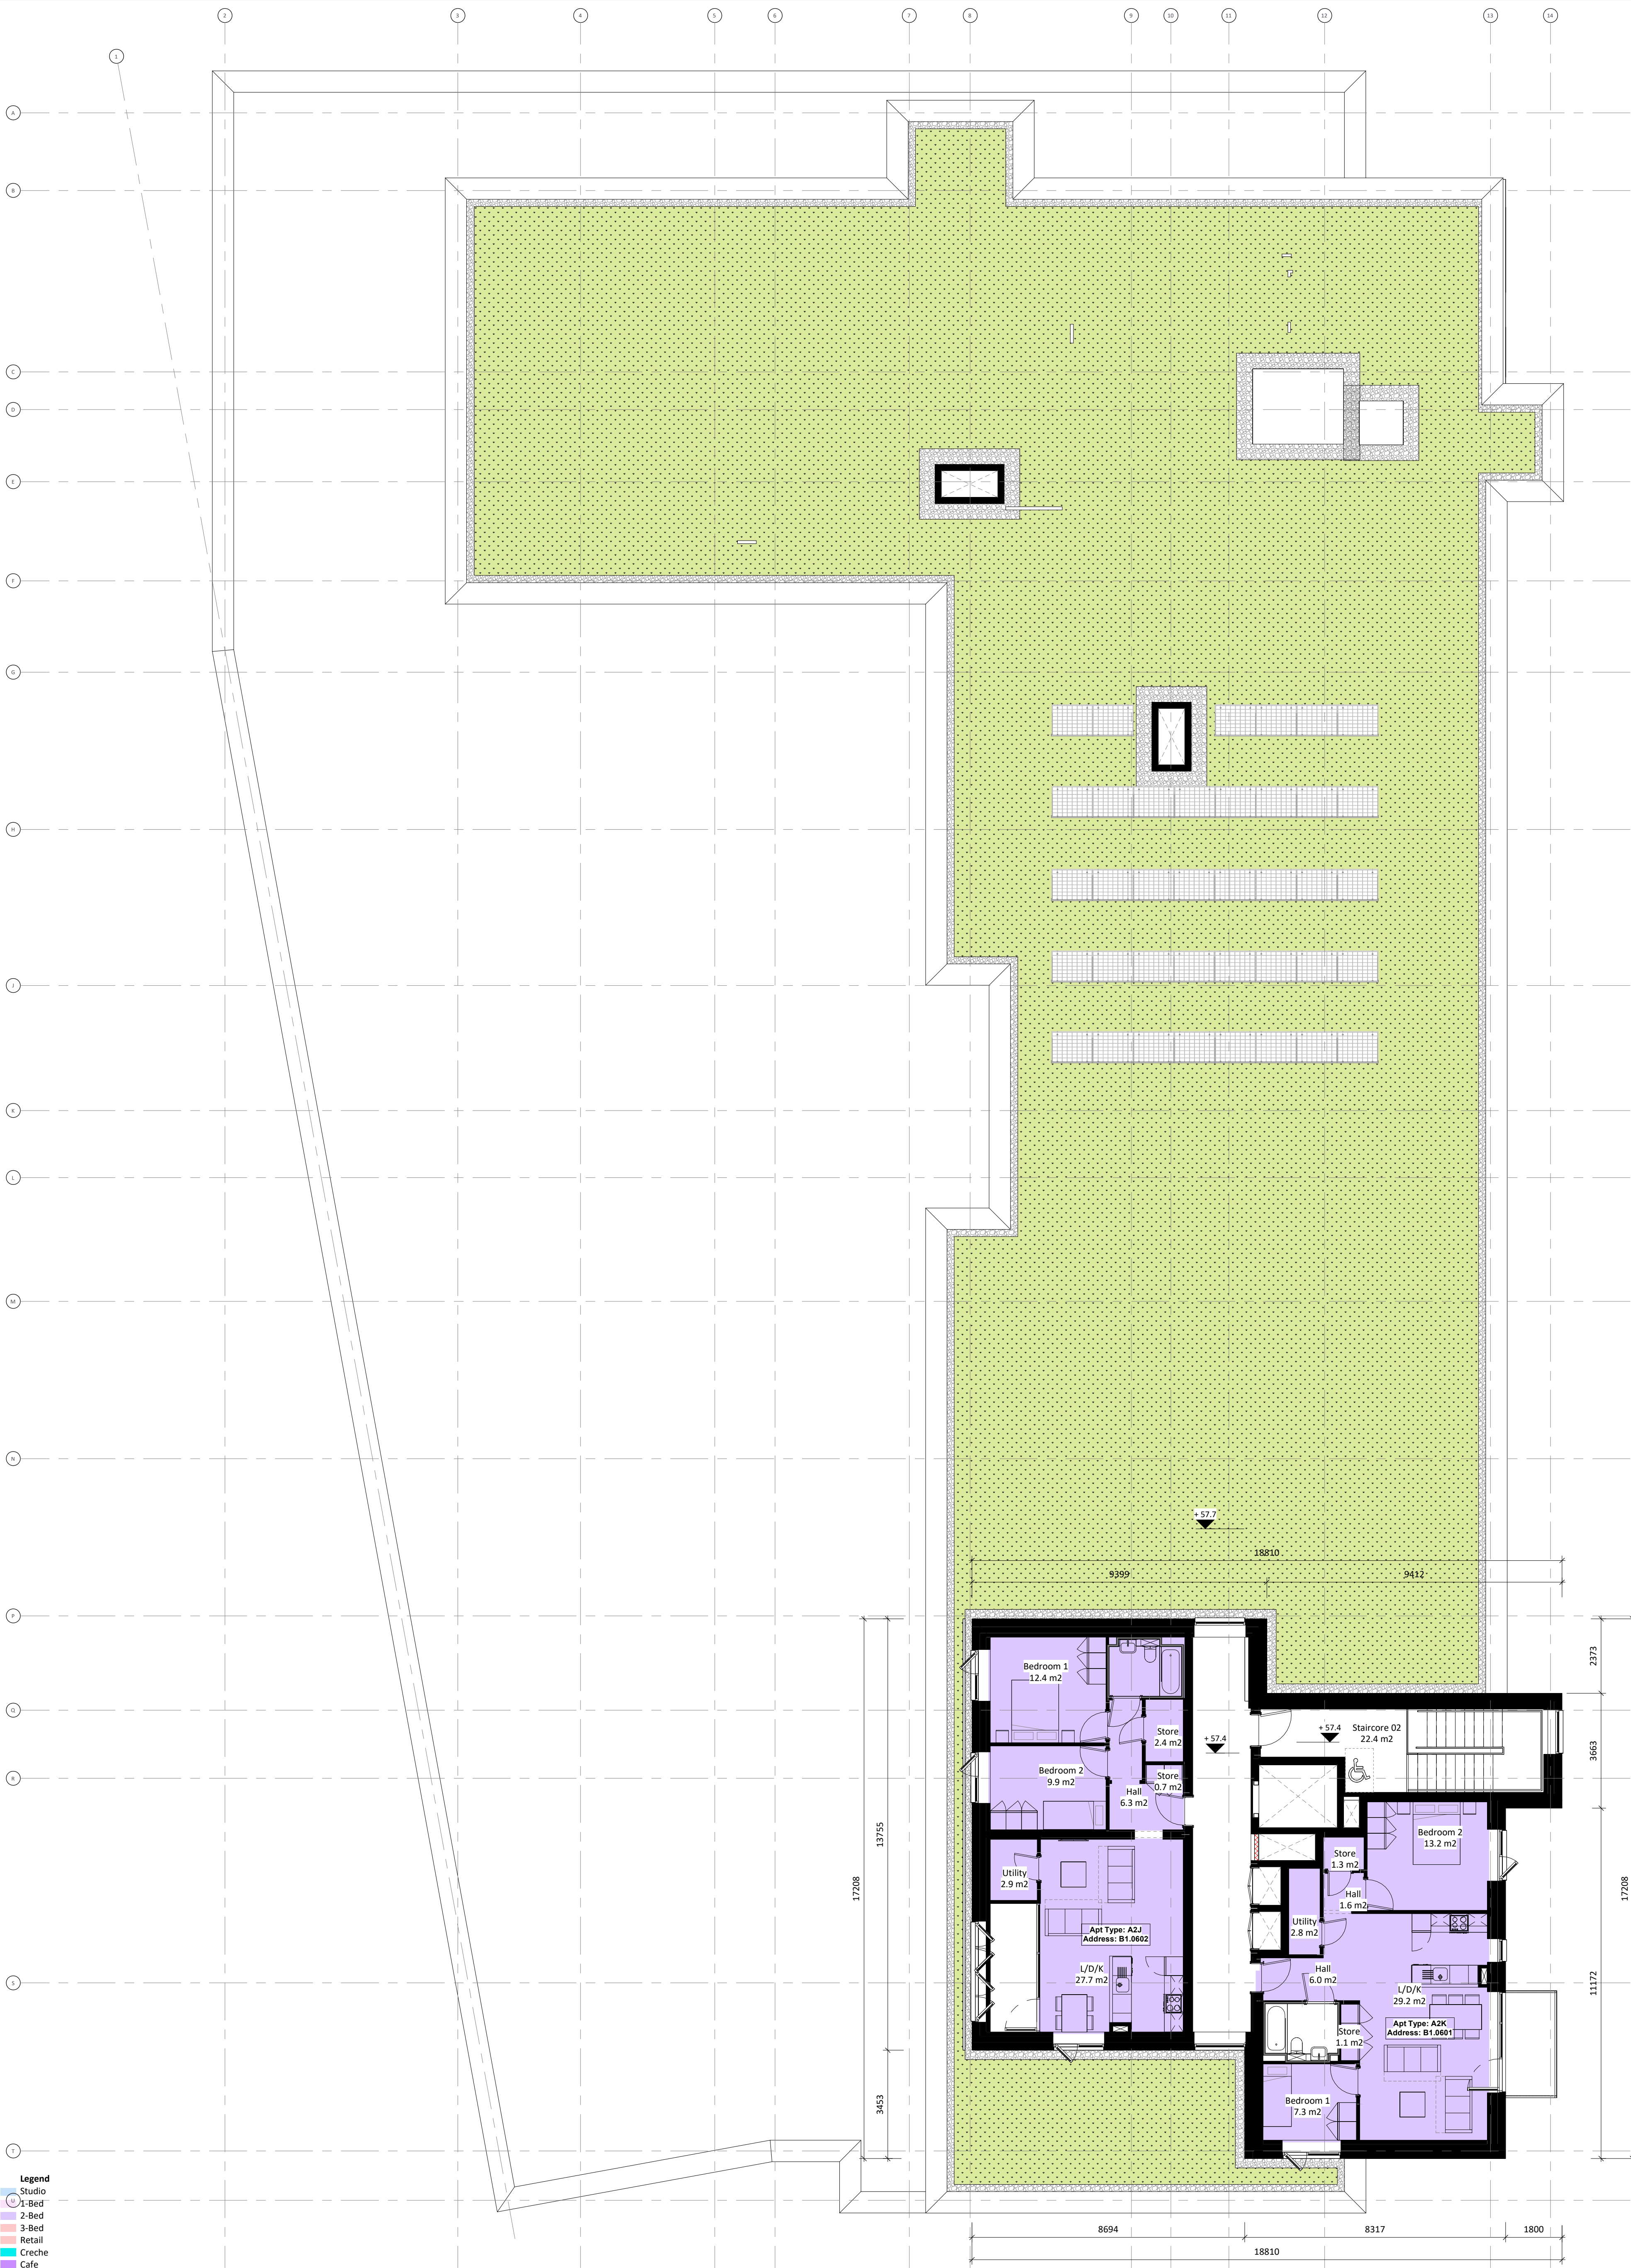 2 3 4 5 6 7 8 9 10 11 12 13 14
1
A
B
C
D
E
F
G
H
J
K
L
M
N
+ 57.7
18810
9399 9412
P
2373
Bedroom 1
12.4 m2
Q
Store
2.4 m2
+ 57.4
+ 57.4
Staircore 02
22.4 m2
3663
R
Bedroom 2
9.9 m2
Store
0.7 m2
Hall
6.3 m2
13755
17208
Bedroom 2
13.2 m2
Store
1.3 m2
Utility
2.9 m2
Hall
1.6 m2
17208
Utility
2.8 m2
Apt Type: A2J
Address: B1.0602
L/D/K
27.7 m2
S
Hall
6.0 m2
L/D/K
29.2 m2
11172
Apt Type: A2K
Address: B1.0601
Store
1.1 m2
3453
Bedroom 1
7.3 m2
T
Legend
Studio
U
1-Bed
2-Bed
3-Bed
Retail
Creche
Cafe
8694 8317 1800
18810